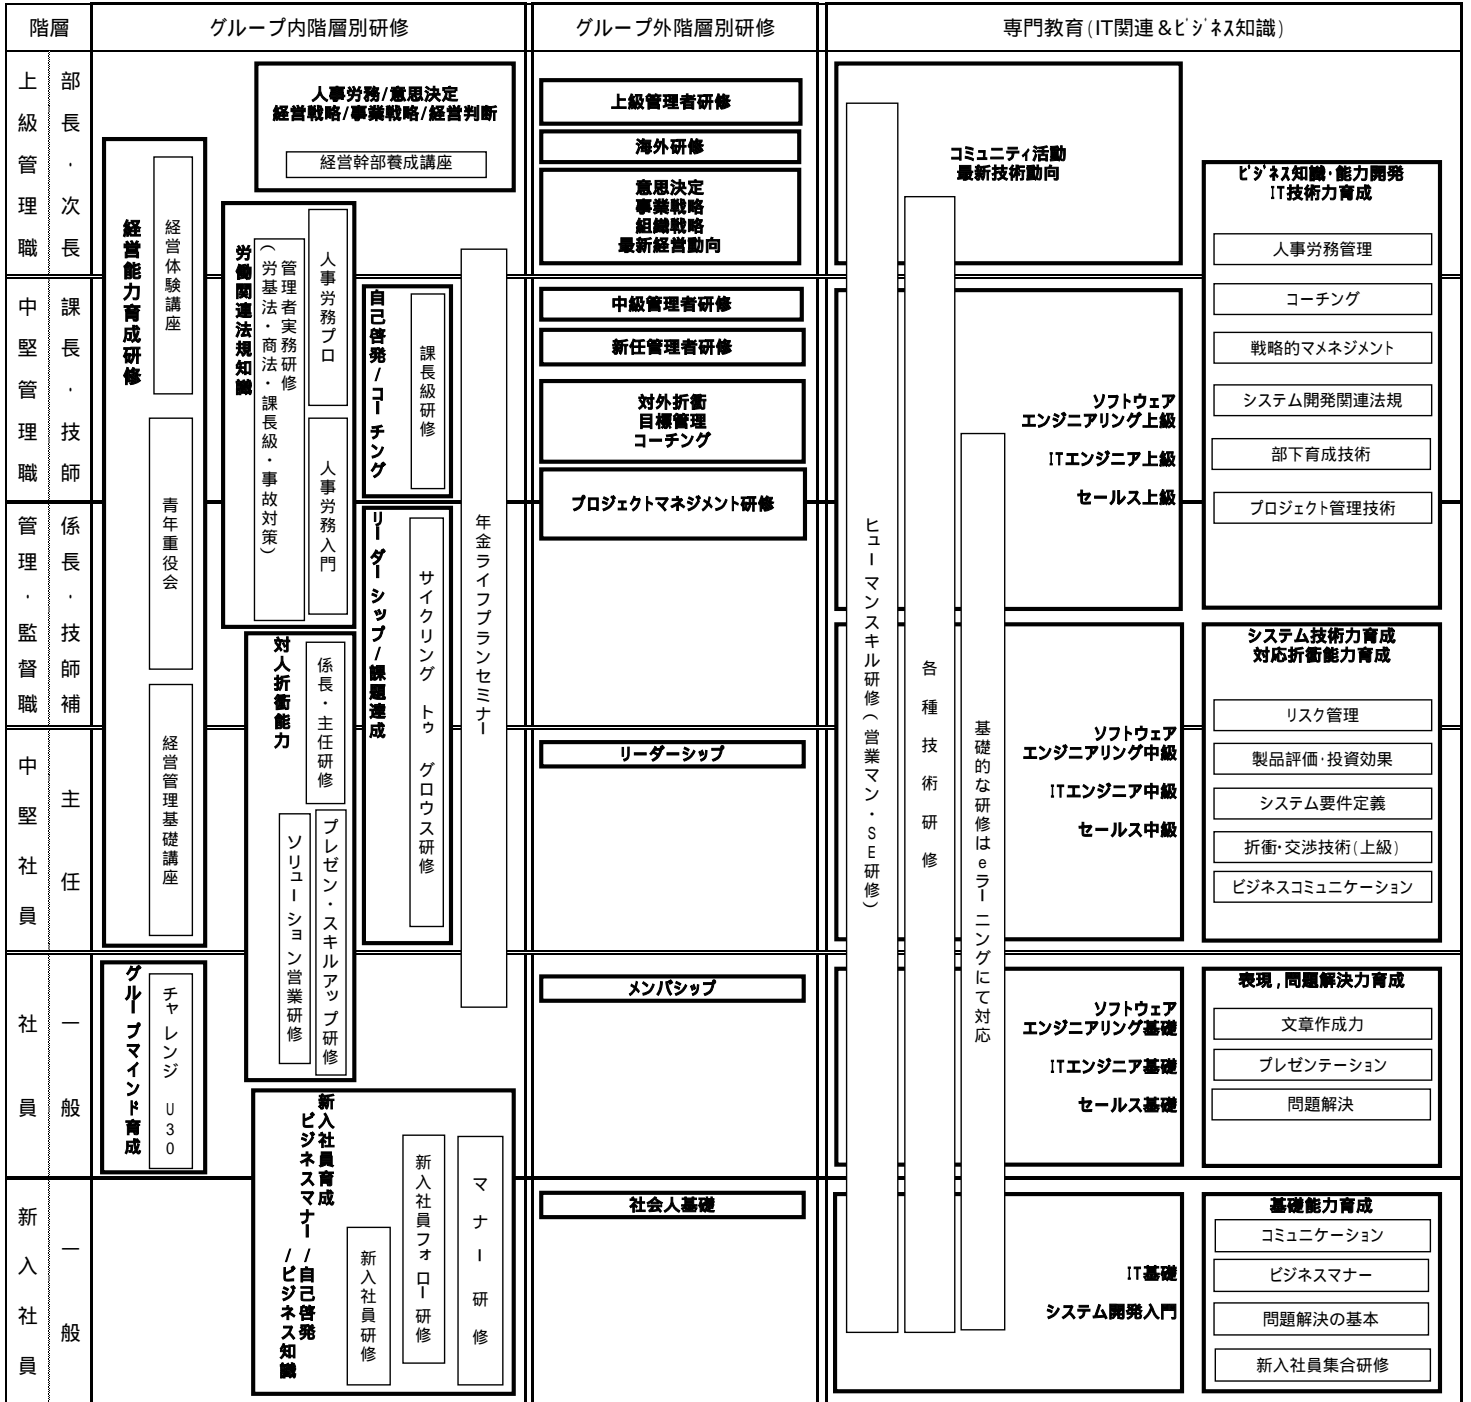 階層
グループ内階層別研修
グループ外階層別研修
専門教育(IT関連&ﾋﾞｼﾞﾈｽ知識)
上級管理職
部長・次長
中堅管理職
課長・技師
管理・監督職
係長・技師補
中堅社員
主任
社員
一般
新入社員
一般
人事労務/意思決定
経営戦略/事業戦略/経営判断
経営幹部養成講座
経営能力育成研修
経営体験講座
青年重役会
経営管理基礎講座
労働関連法規知識
管理者実務研修
(労基法・商法・課長級・事故対策)
人事労務プロ
人事労務入門
自己啓発/コーチング
課長級研修
リーダーシップ/課題達成
サイクリング トゥ グロウス研修
年金ライフプランセミナー
対人折衝能力
係長・主任研修
ソリューション営業研修
プレゼン・スキルアップ研修
グループマインド育成
チャレンジ U30
新入社員育成
ビジネスマナー/自己啓発
/ビジネス知識
新入社員研修
新入社員フォロー研修
マナー研修
上級管理者研修
海外研修
意思決定
事業戦略
組織戦略
最新経営動向
中級管理者研修
新任管理者研修
対外折衝
目標管理
コーチング
プロジェクトマネジメント研修
リーダーシップ
メンバシップ
社会人基礎
ヒューマンスキル研修(営業マン・SE研修)
各種技術研修
基礎的な研修はeラーニングにて対応
コミュニティ活動
最新技術動向
ソフトウェア
エンジニアリング上級
ITエンジニア上級
セールス上級
ソフトウェア
エンジニアリング中級
ITエンジニア中級
セールス中級
ソフトウェア
エンジニアリング基礎
ITエンジニア基礎
セールス基礎
IT基礎
システム開発入門
ﾋﾞｼﾞﾈｽ知識・能力開発
IT技術力育成
人事労務管理
コーチング
戦略的マメネジメント
システム開発関連法規
部下育成技術
プロジェクト管理技術
システム技術力育成
対応折衝能力育成
リスク管理
製品評価・投資効果
システム要件定義
折衝・交渉技術(上級)
ビジネスコミュニケーション
表現,問題解決力育成
文章作成力
プレゼンテーション
問題解決
基礎能力育成
コミュニケーション
ビジネスマナー
問題解決の基本
新入社員集合研修